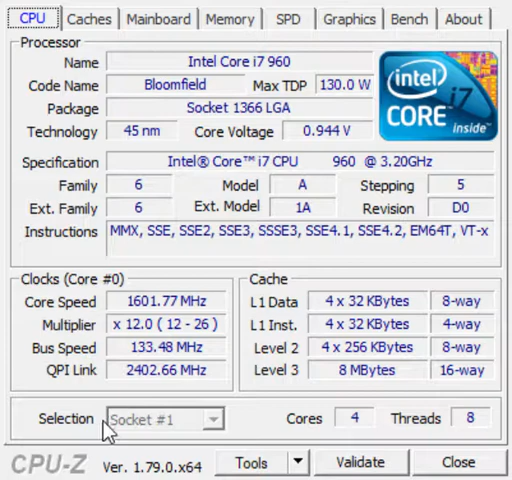 CPU Caches Mainboard Memory SPD Graphics Bench About
Processor
Name Intel Core i7 960
Code Name Bloomfield Max TDP 130.0 W
Package Socket 1366 LGA
Technology 45 nm Core Voltage 0.944 V
intel CORE i7 inside™
Specification Intel® Core™ i7 CPU 960 @ 3.20GHz
Family 6 Model A Stepping 5
Ext. Family 6 Ext. Model 1A Revision D0
Instructions MMX, SSE, SSE2, SSE3, SSSE3, SSE4.1, SSE4.2, EM64T, VT-x
Clocks (Core #0) Cache
Core Speed 1601.77 MHz L1 Data 4 x 32 KBytes 8-way
Multiplier x 12.0 ( 12 - 26 ) L1 Inst. 4 x 32 KBytes 4-way
Bus Speed 133.48 MHz Level 2 4 x 256 KBytes 8-way
QPI Link 2402.66 MHz Level 3 8 MBytes 16-way
Selection Socket #1 Cores 4 Threads 8
CPU-Z Ver. 1.79.0.x64 Tools Validate Close